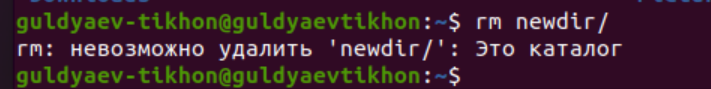 guldyaev-tikhon@guldyaevtikhon:~$ rm newdir/
rm: невозможно удалить 'newdir/': Это каталог
guldyaev-tikhon@guldyaevtikhon:~$